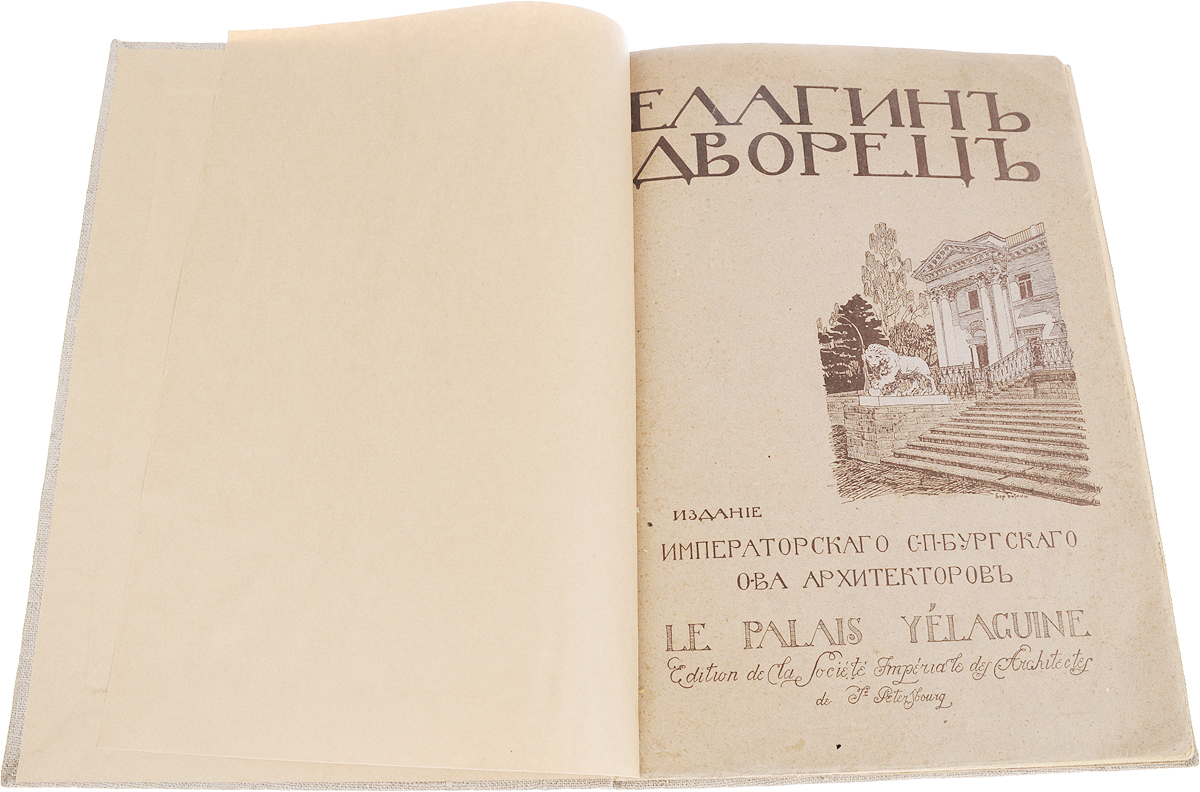 ЕЛАГИНЪ
ДВОРЕЦЪ
ИЗДАНІЕ
ИМПЕРАТОРСКАГО С-П-БУРГСКАГО
О-ВА АРХИТЕКТОРОВЪ
LE PALAIS YÉLAGUINE
Edition de la Société Impériale des Architectes
de St Petersbourg